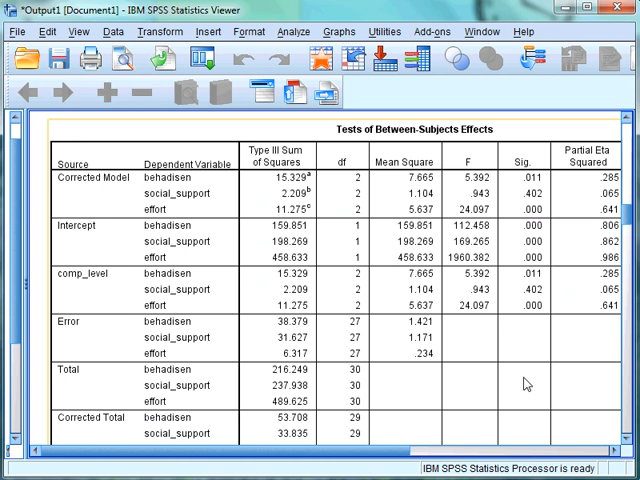 *Output1 [Document1] - IBM SPSS Statistics Viewer
File Edit View Data Transform Insert Format Analyze Graphs Utilities Add-ons Window Help
Tests of Between-Subjects Effects
Source Dependent Variable Type III Sum of Squares df Mean Square F Sig. Partial Eta Squared
Corrected Model behadisen 15.329a 2 7.665 5.392 .011 .285
social_support 2.209b 2 1.104 .943 .402 .065
effort 11.275c 2 5.637 24.097 .000 .641
Intercept behadisen 159.851 1 159.851 112.458 .000 .806
social_support 198.269 1 198.269 169.265 .000 .862
effort 458.633 1 458.633 1960.382 .000 .986
comp_level behadisen 15.329 2 7.665 5.392 .011 .285
social_support 2.209 2 1.104 .943 .402 .065
effort 11.275 2 5.637 24.097 .000 .641
Error behadisen 38.379 27 1.421
social_support 31.627 27 1.171
effort 6.317 27 .234
Total behadisen 216.249 30
social_support 237.938 30
effort 489.625 30
Corrected Total behadisen 53.708 29
social_support 33.835 29
IBM SPSS Statistics Processor is ready